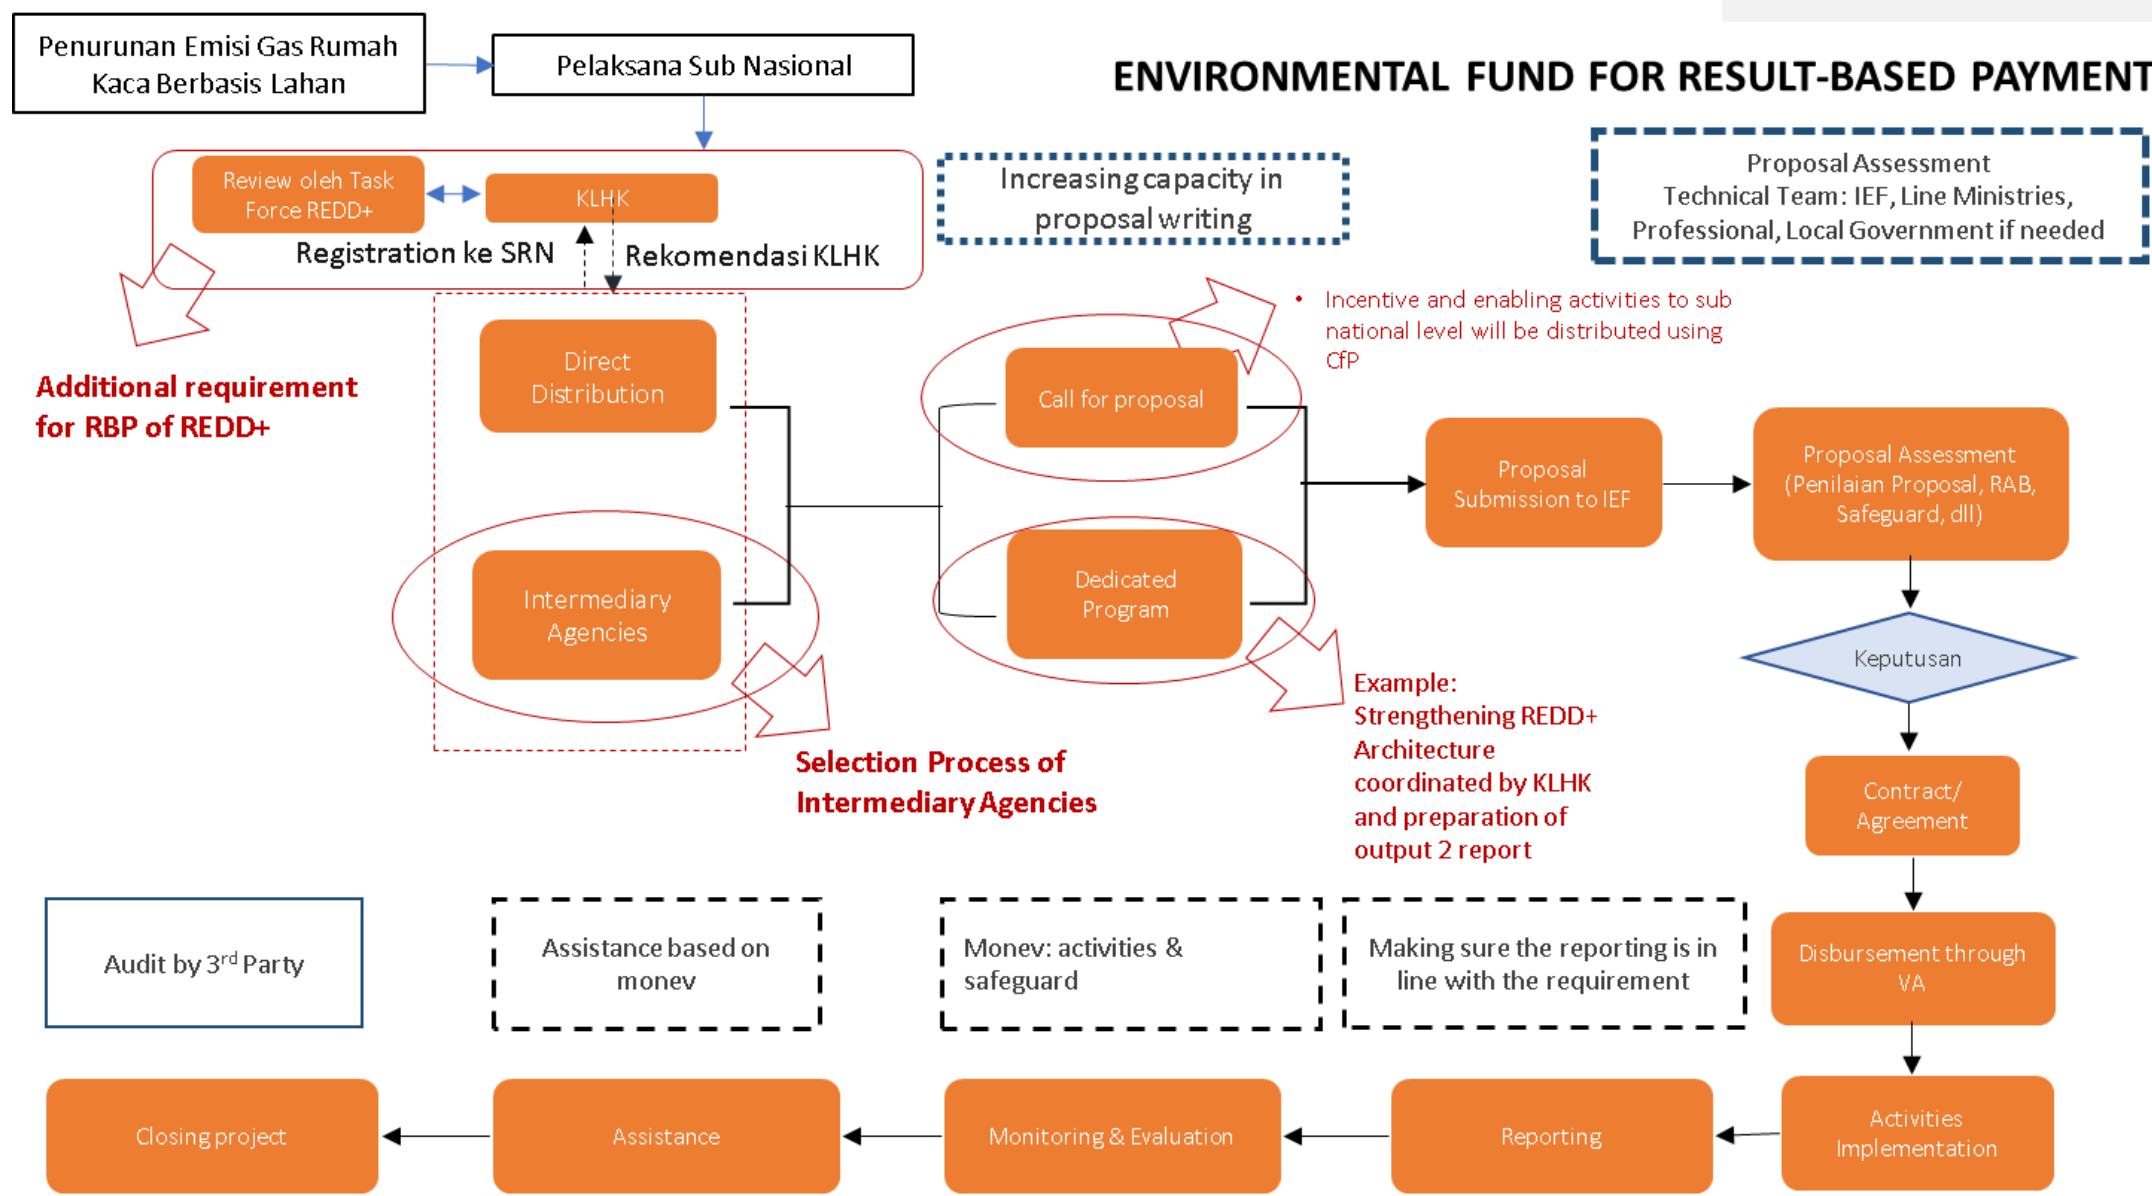 Penurunan Emisi Gas Rumah
Kaca Berbasis Lahan
Pelaksana Sub Nasional
ENVIRONMENTAL FUND FOR RESULT-BASED PAYMENT
Review oleh Task
Force REDD+
KLHK
Registration ke SRN
Rekomendasi KLHK
Increasing capacity in
proposal writing
Proposal Assessment
Technical Team: IEF, Line Ministries,
Professional, Local Government if needed
Additional requirement
for RBP of REDD+
Direct
Distribution
Intermediary
Agencies
Selection Process of
Intermediary Agencies
• Incentive and enabling activities to sub
national level will be distributed using
CfP
Call for proposal
Dedicated
Program
Example:
Strengthening REDD+
Architecture
coordinated by KLHK
and preparation of
output 2 report
Proposal
Submission to IEF
Proposal Assessment
(Penilaian Proposal, RAB,
Safeguard, dll)
Keputusan
Contract/
Agreement
Disbursement through
VA
Activities
Implementation
Audit by 3rd Party
Assistance based on
monev
Monev: activities &
safeguard
Making sure the reporting is in
line with the requirement
Closing project
Assistance
Monitoring & Evaluation
Reporting